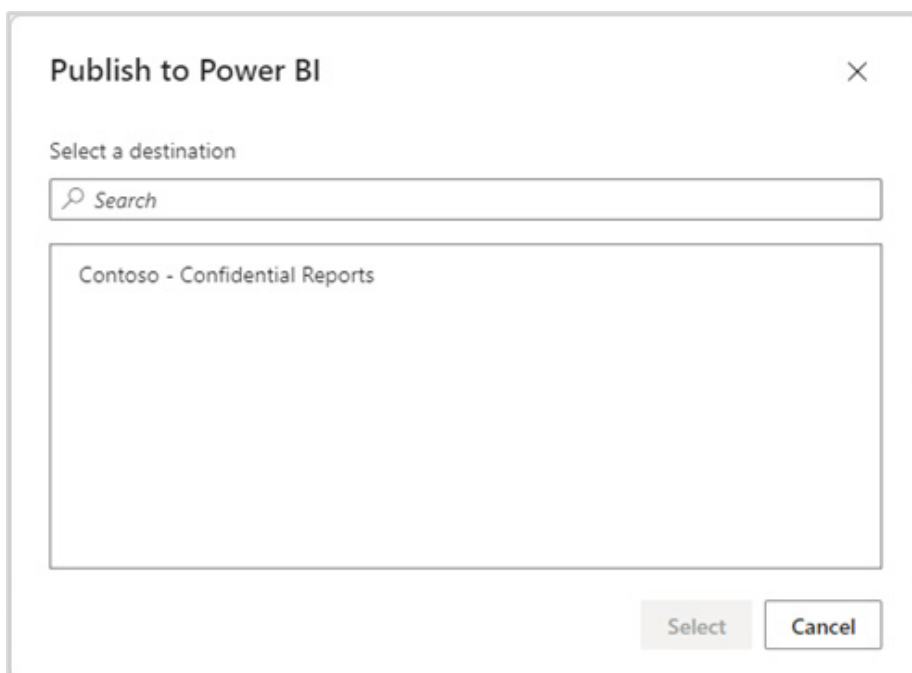 Publish to Power BI
Select a destination
Search
Contoso - Confidential Reports
Select
Cancel